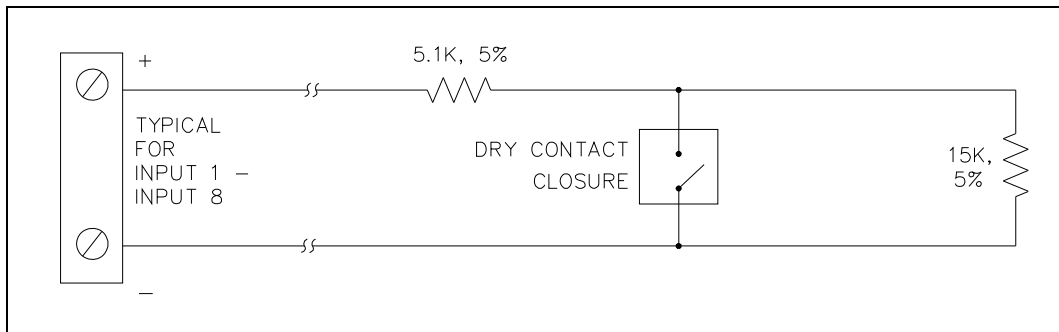 +
5.1K, 5%
TYPICAL
FOR
INPUT 1 –
INPUT 8
DRY CONTACT
CLOSURE
15K,
5%
–